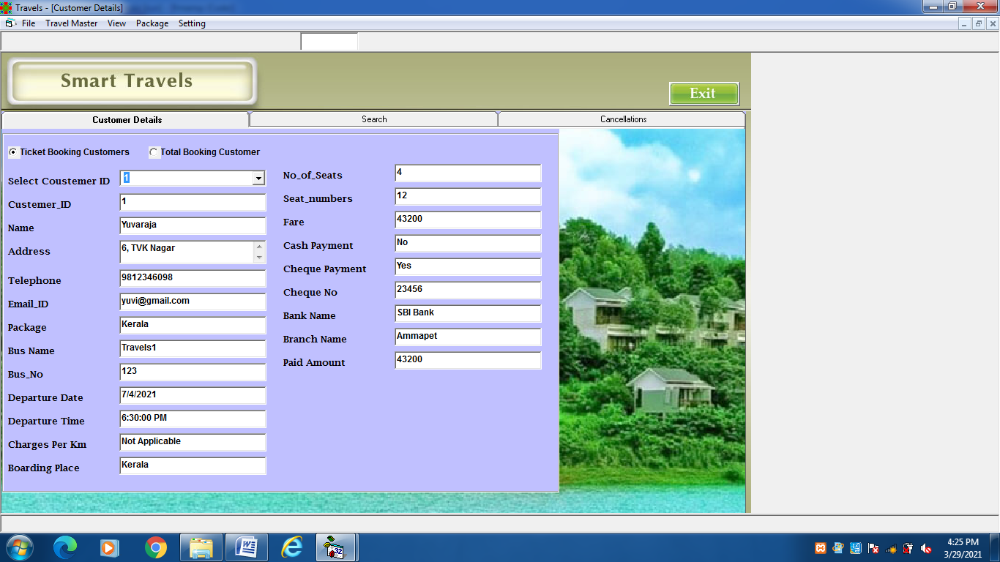 Travels - [Customer Details]
File Travel Master View Package Setting
Smart Travels
Exit
Customer Details Search Cancellations
Ticket Booking Customers Total Booking Customer
Select Coustemer ID 1
Custemer_ID 1
Name Yuvaraja
Address 6, TVK Nagar
Telephone 9812346098
Email_ID yuvi@gmail.com
Package Kerala
Bus Name Travels1
Bus_No 123
Departure Date 7/4/2021
Departure Time 6:30:00 PM
Charges Per Km Not Applicable
Boarding Place Kerala
No_of_Seats 4
Seat_numbers 12
Fare 43200
Cash Payment No
Cheque Payment Yes
Cheque No 23456
Bank Name SBI Bank
Branch Name Ammapet
Paid Amount 43200
4:25 PM
3/29/2021